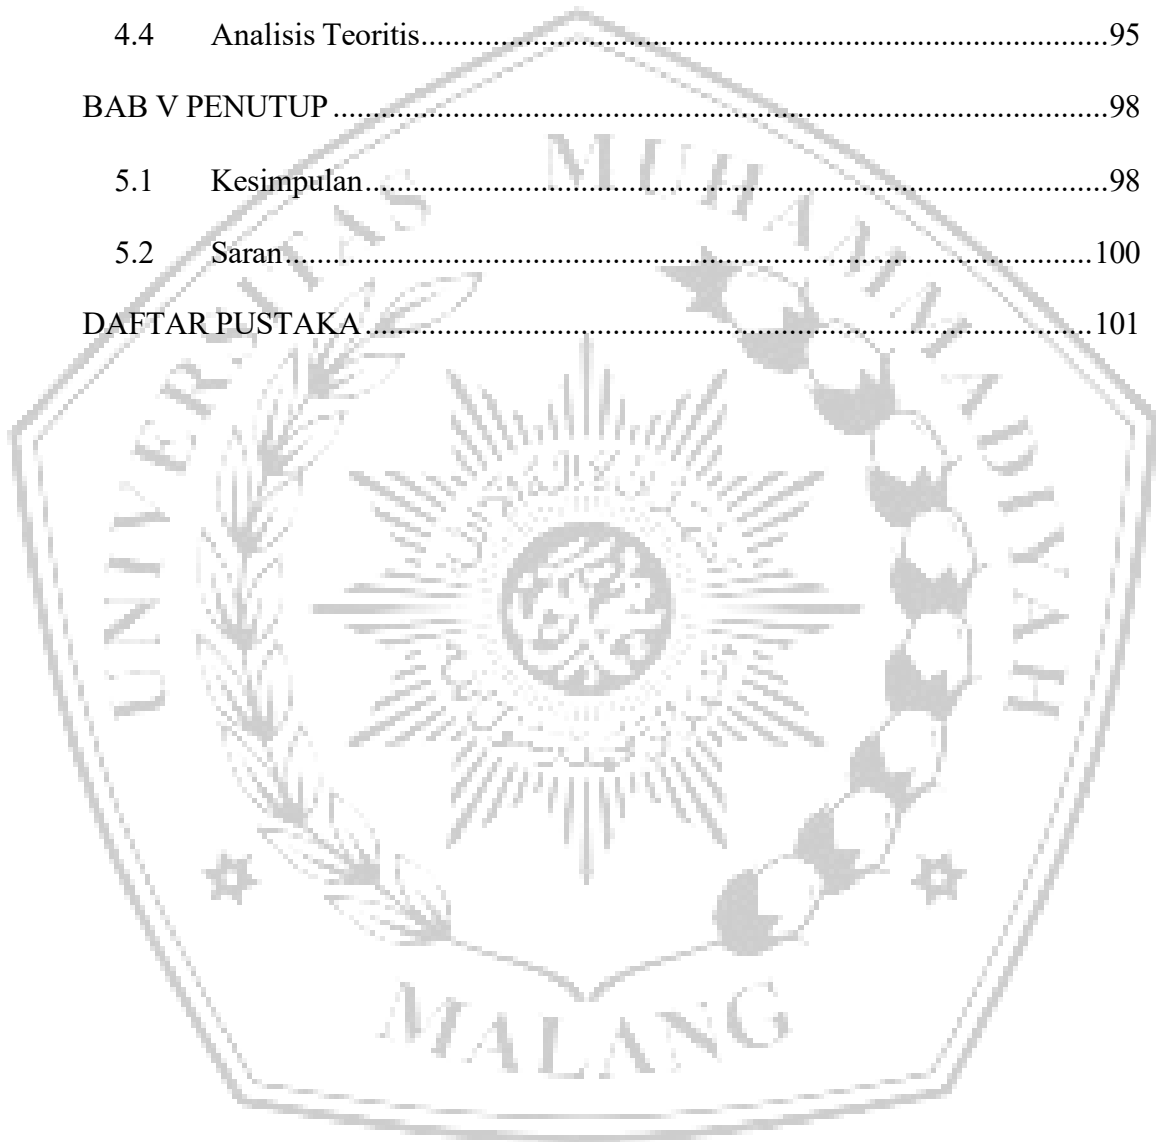 4.4 Analisis Teoritis....................................................................................................95
BAB V PENUTUP....................................................................................................98
5.1 Kesimpulan....................................................................................................98
5.2 Saran....................................................................................................100
DAFTAR PUSTAKA....................................................................................................101
UNIVERSITAS MUHAMMADIYAH
MALANG